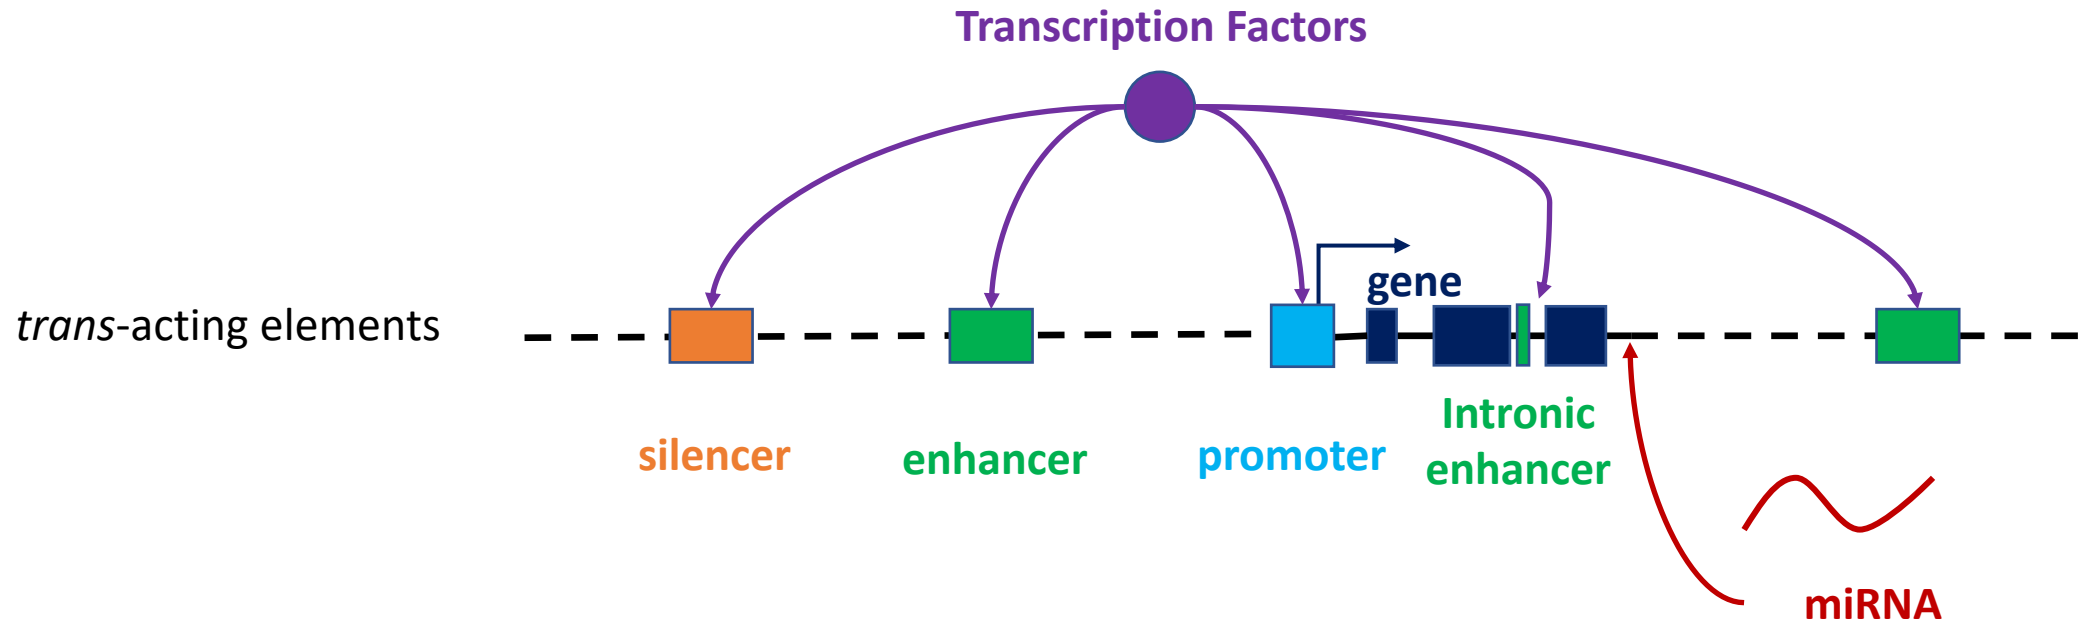 Transcription Factors
gene
trans-acting elements
silencer
enhancer
promoter
Intronic
enhancer
miRNA